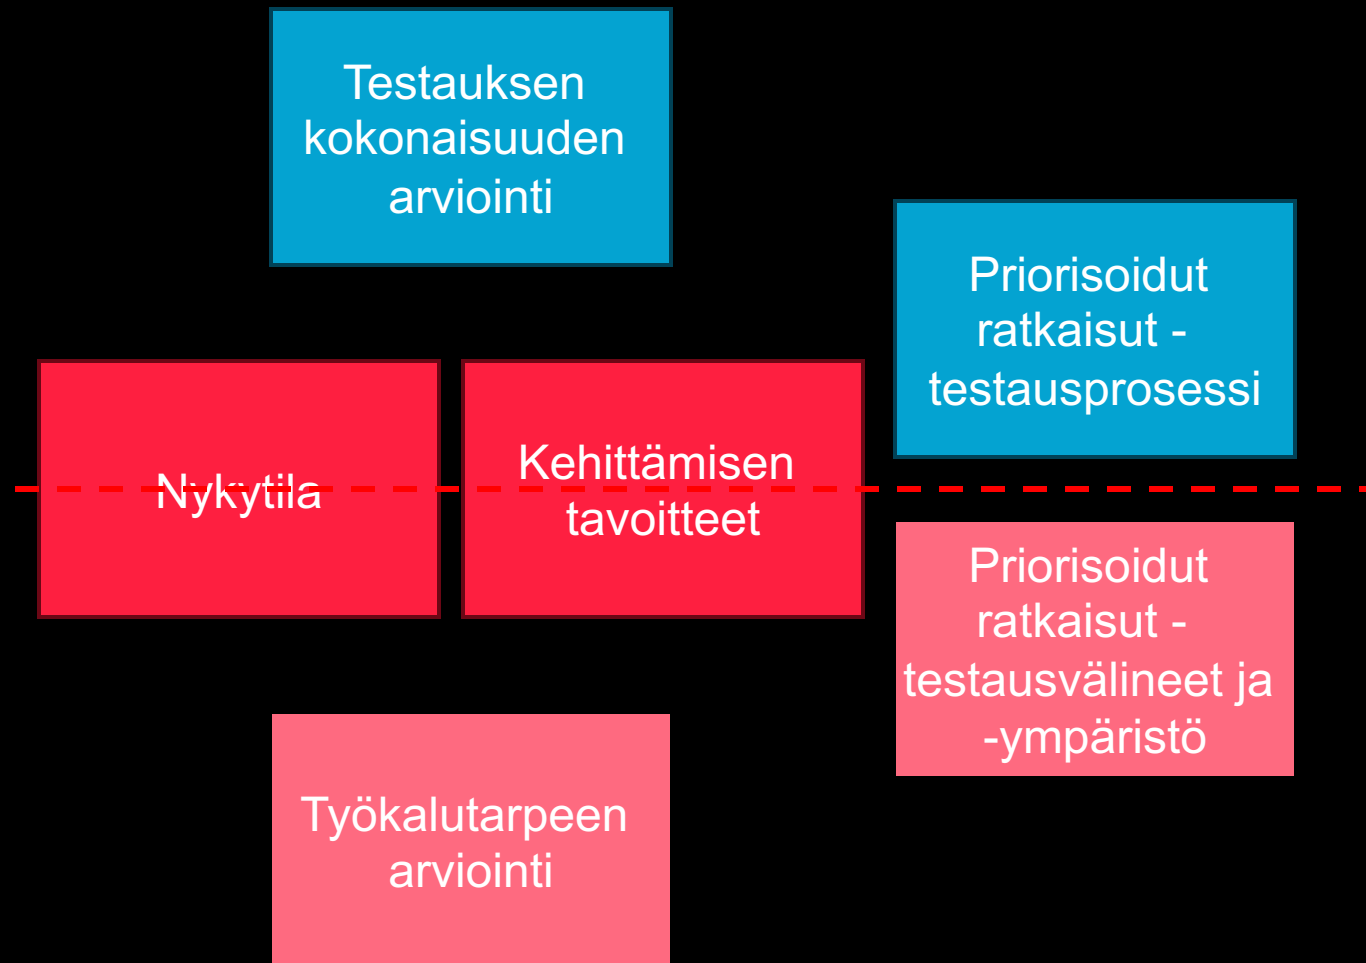 Testauksen
kokonaisuuden
arviointi
Nykytila
Kehittämisen
tavoitteet
Priorisoidut
ratkaisut -
testausprosessi
Priorisoidut
ratkaisut -
testausvälineet ja
-ympäristö
Työkalutarpeen
arviointi